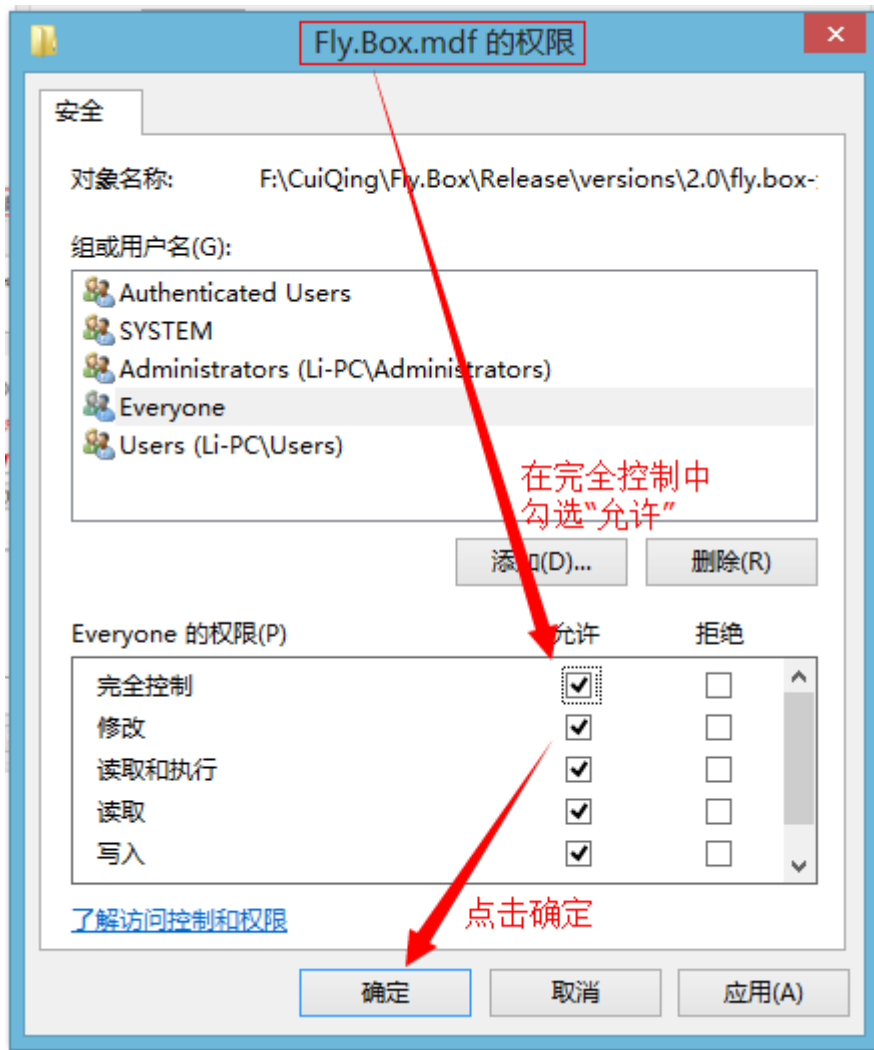 Fly.Box.mdf 的权限
安全
对象名称: F:\CuiQing\Fly.Box\Release\versions\2.0\fly.box-
组或用户名(G):
Authenticated Users
SYSTEM
Administrators (Li-PC\Administrators)
Everyone
Users (Li-PC\Users)
在完全控制中
勾选“允许”
添加(D)... 删除(R)
Everyone 的权限(P) 允许 拒绝
完全控制
修改
读取和执行
读取
写入
了解访问控制和权限
点击确定
确定 取消 应用(A)